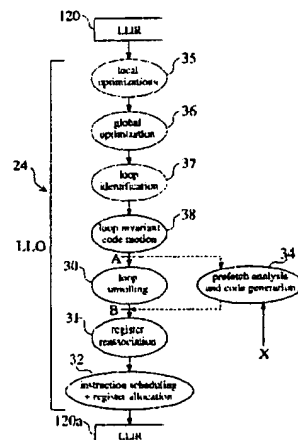 120
LLIR
35
local
optimizations
36
global
optimization
24
37
loop
identification
38
loop invariant
code motion
LLO
A
34
30
loop
unrolling
prefetch analysis
and code generation
B
31
register
reassociation
X
32
instruction scheduling
+ register allocation
120a
LLIR